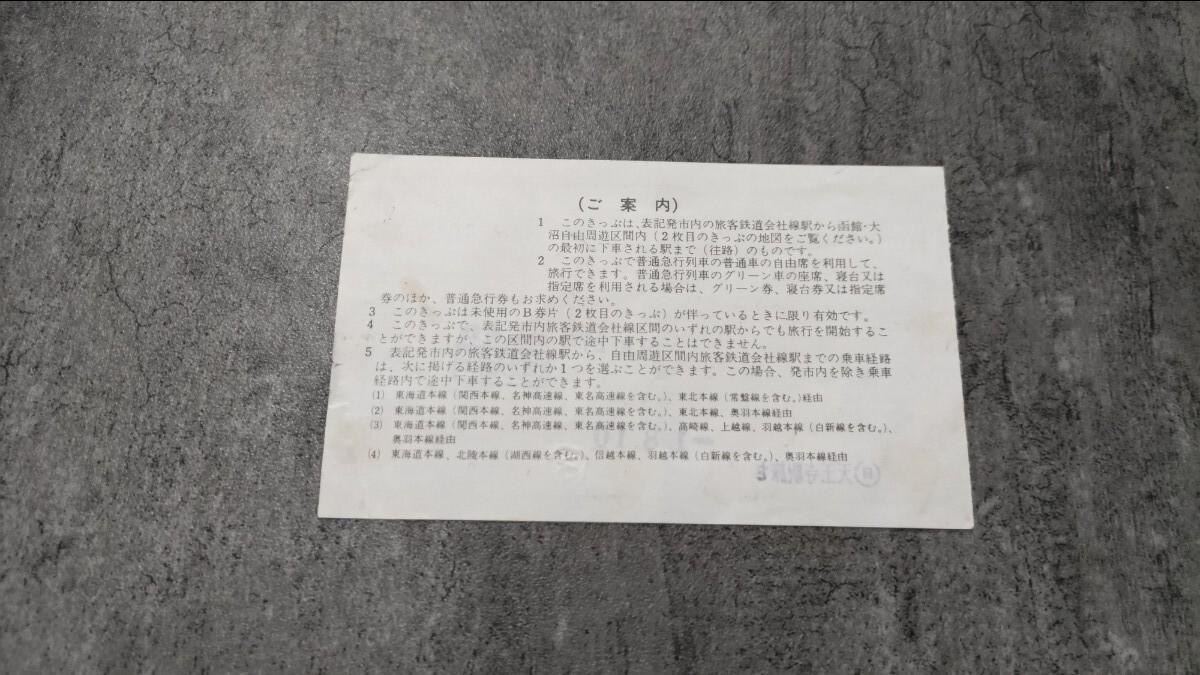 (ご案内)
1 このきっぷは、表記発市内の旅客鉄道会社線駅から函館・大
沼自由周遊区間内(2枚目のきっぷの地図をご覧ください。)
の最初に下車される駅まで(往路)のものです。
2 このきっぷで普通急行列車の普通車の自由席を利用して、
旅行できます。普通急行列車のグリーン車の座席、寝台又は
指定席を利用される場合は、グリーン券、寝台券又は指定席
券のほか、普通急行券もお求めください。
3 このきっぷは未使用のB券片(2枚目のきっぷ)が伴っているときに限り有効です。
4 このきっぷで、表記発市内旅客鉄道会社線区間のいずれの駅からでも旅行を開始するこ
とができますが、この区間内の駅で途中下車することはできません。
5 表記発市内の旅客鉄道会社線駅から、自由周遊区間内旅客鉄道会社線駅までの乗車経路
は、次に掲げる経路のいずれか1つを選ぶことができます。この場合、発市内を除き乗車
経路内で途中下車することができます。
(1) 東海道本線(関西本線、名神高速線、東名高速線を含む。)、東北本線(常盤線を含む。)経由
(2) 東海道本線(関西本線、名神高速線、東名高速線を含む。)、東北本線、奥羽本線経由
(3) 東海道本線(関西本線、名神高速線、東名高速線を含む。)、高崎線、上越線、羽越本線(白新線を含む。)、
奥羽本線経由
(4) 東海道本線、北陸本線(湖西線を含む。)、信越本線、羽越本線(白新線を含む。)、奥羽本線経由